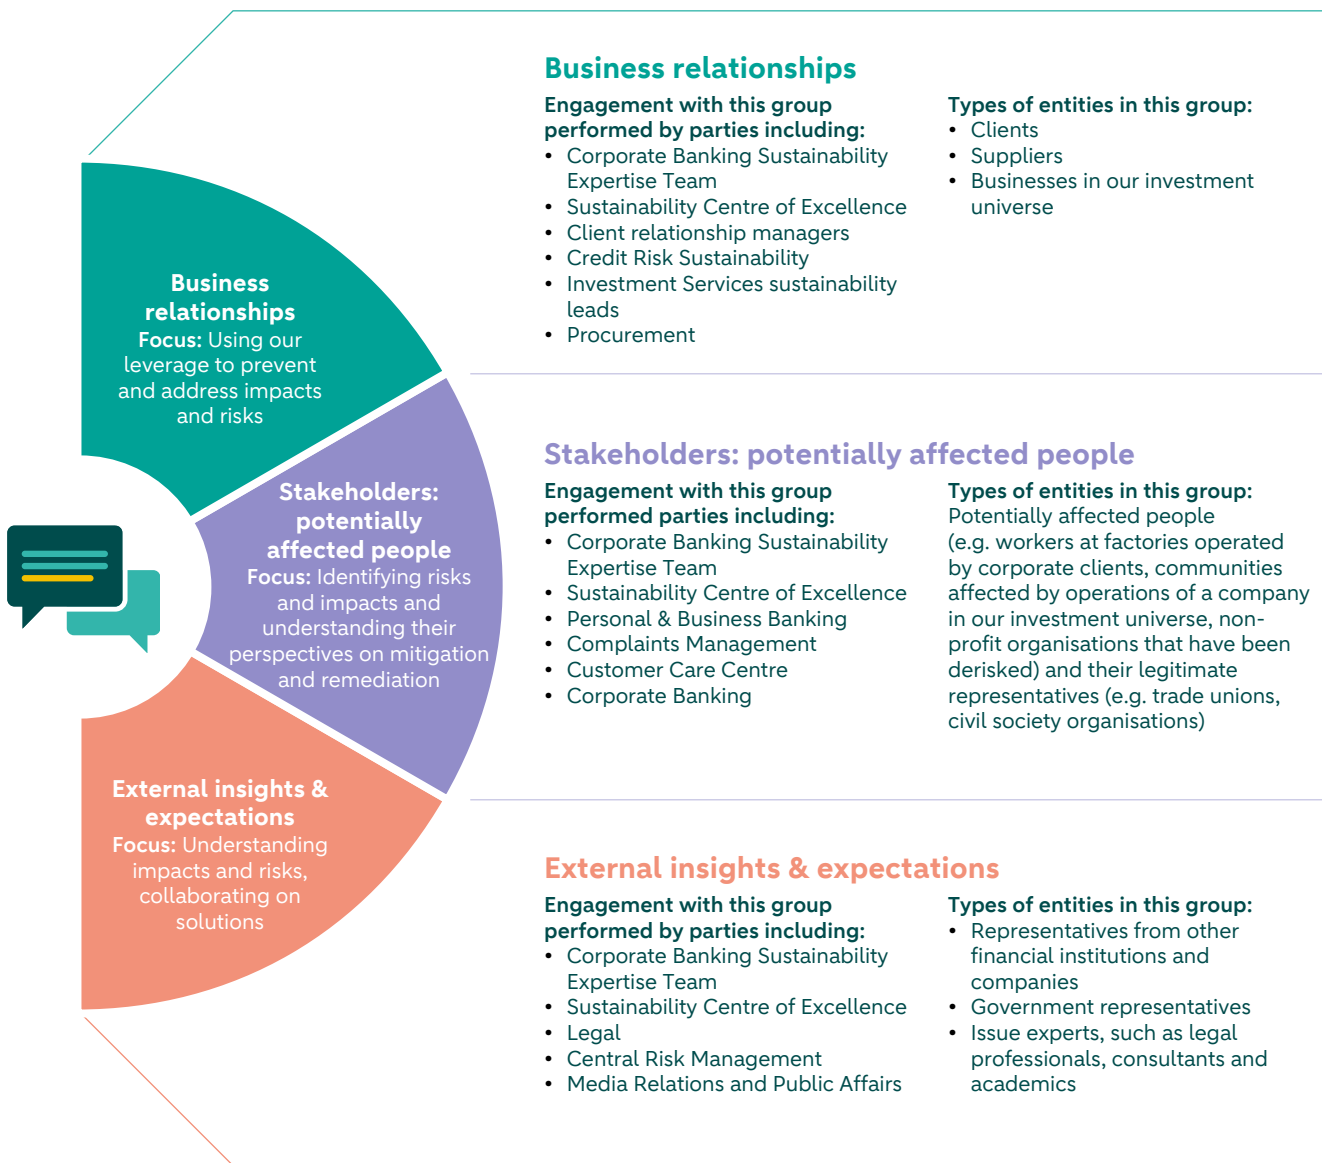 Business
relationships
Focus: Using our
leverage to prevent
and address impacts
and risks
Stakeholders:
potentially
affected people
Focus: Identifying risks
and impacts and
understanding their
perspectives on mitigation
and remediation
External insights &
expectations
Focus: Understanding
impacts and risks,
collaborating on
solutions
Business relationships
Engagement with this group
performed by parties including:
• Corporate Banking Sustainability
Expertise Team
• Sustainability Centre of Excellence
• Client relationship managers
• Credit Risk Sustainability
• Investment Services sustainability
leads
• Procurement
Types of entities in this group:
• Clients
• Suppliers
• Businesses in our investment
universe
Stakeholders: potentially affected people
Engagement with this group
performed parties including:
• Corporate Banking Sustainability
Expertise Team
• Sustainability Centre of Excellence
• Personal & Business Banking
• Complaints Management
• Customer Care Centre
• Corporate Banking
Types of entities in this group:
Potentially affected people
(e.g. workers at factories operated
by corporate clients, communities
affected by operations of a company
in our investment universe, non-
profit organisations that have been
derisked) and their legitimate
representatives (e.g. trade unions,
civil society organisations)
External insights & expectations
Engagement with this group
performed by parties including:
• Corporate Banking Sustainability
Expertise Team
• Sustainability Centre of Excellence
• Legal
• Central Risk Management
• Media Relations and Public Affairs
Types of entities in this group:
• Representatives from other
financial institutions and
companies
• Government representatives
• Issue experts, such as legal
professionals, consultants and
academics